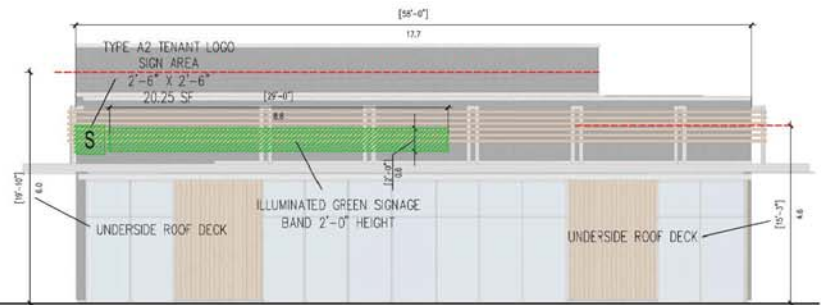 [58'-0"]
17.7
TYPE A2 TENANT LOGO
SIGN AREA
2'-6" X 2'-6"
20.25 SF
[29'-0"]
8.8
S
[2'-0"]
0.6
[19'-10"]
6.0
ILLUMINATED GREEN SIGNAGE
BAND 2'-0" HEIGHT
UNDERSIDE ROOF DECK
UNDERSIDE ROOF DECK
[15'-3"]
4.6